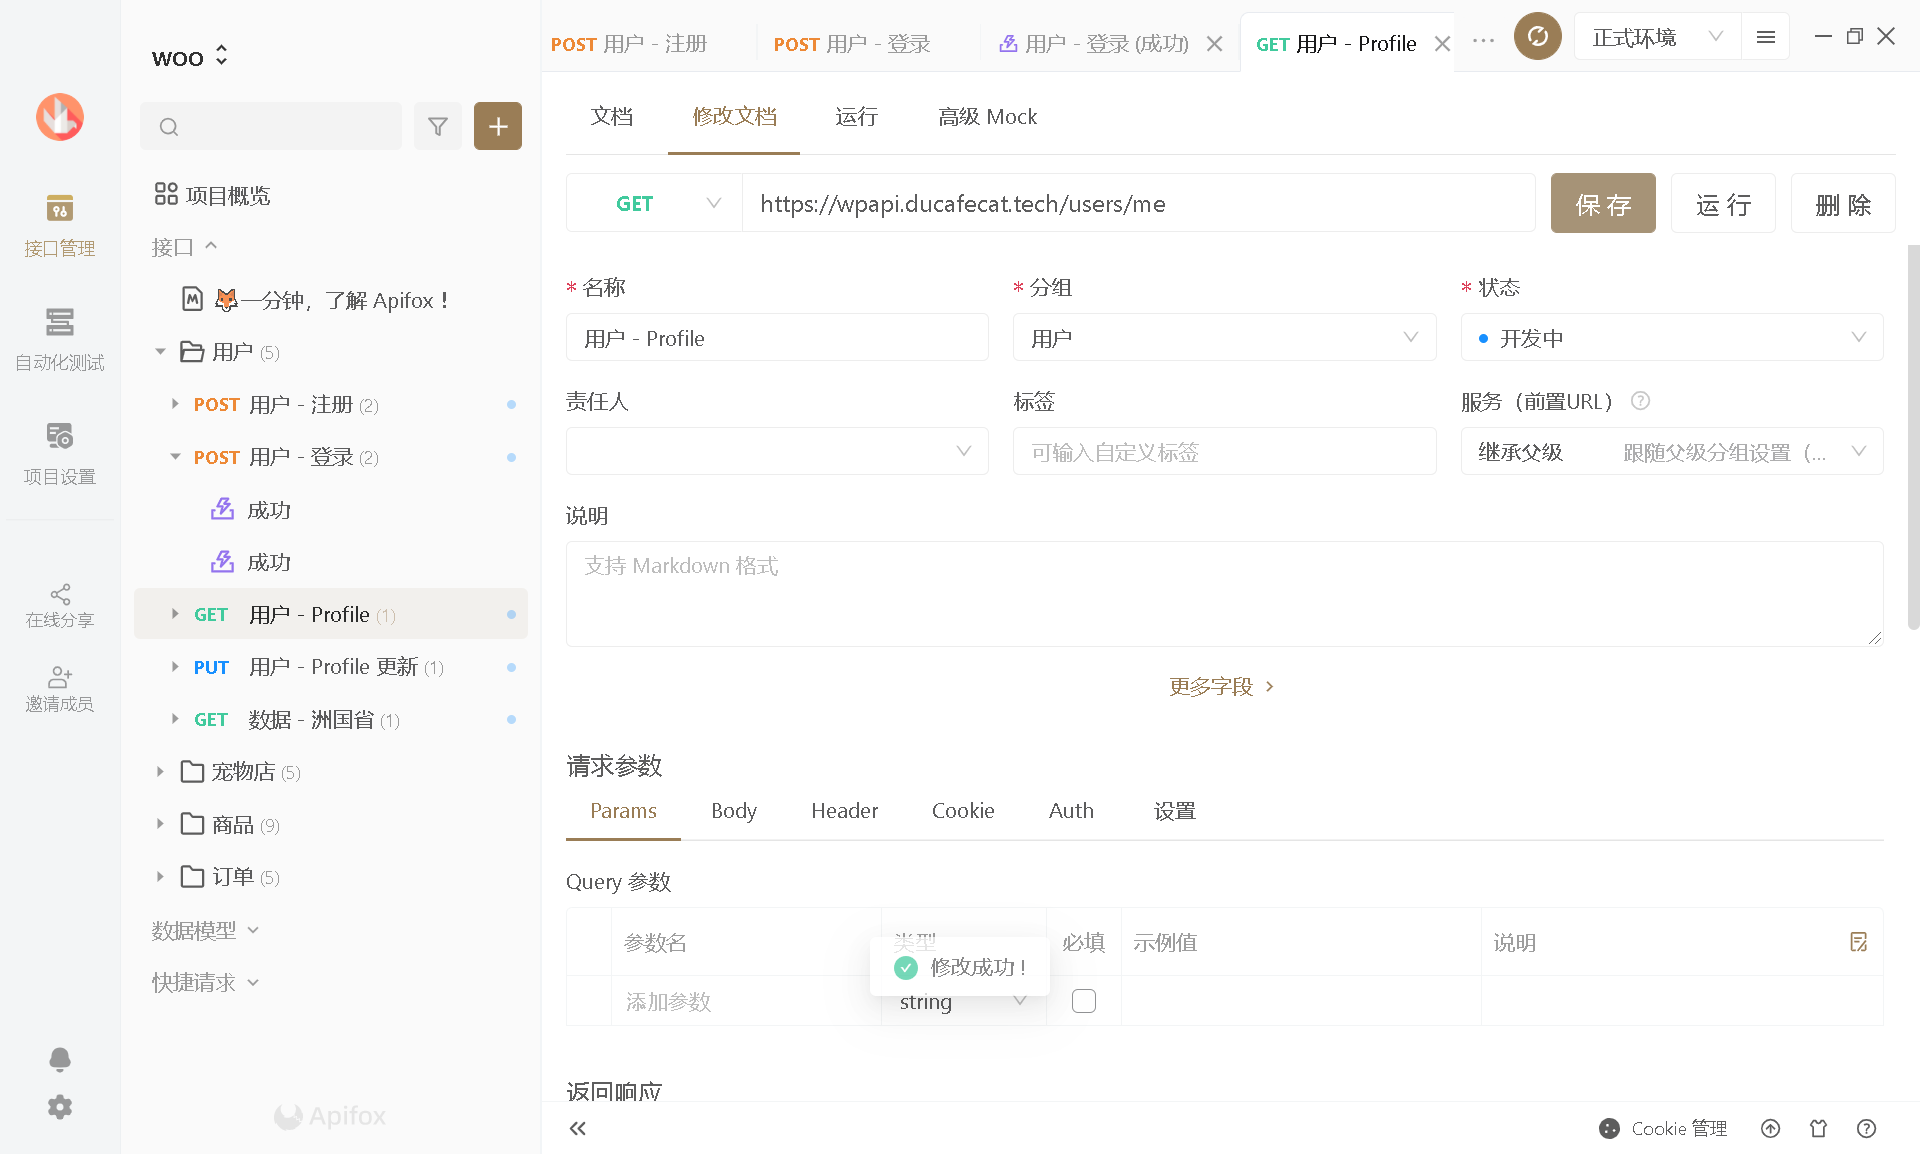 WOO
POST 用户 - 注册
POST 用户 - 登录
用户 - 登录 (成功)
GET 用户 - Profile
正式环境
文档
修改文档
运行
高级 Mock
GET
https://wpapi.ducafecat.tech/users/me
保 存
运 行
删 除
接口管理
自动化测试
项目设置
在线分享
邀请成员
项目概览
接口
一分钟，了解 Apifox！
用户 (5)
POST 用户 - 注册 (2)
POST 用户 - 登录 (2)
成功
成功
GET 用户 - Profile (1)
PUT 用户 - Profile 更新 (1)
GET 数据 - 洲国省 (1)
宠物店 (5)
商品 (9)
订单 (5)
数据模型
快捷请求
Apifox
* 名称
* 分组
* 状态
用户 - Profile
用户
开发中
责任人
标签
服务（前置URL）
可输入自定义标签
继承父级 跟随父级分组设置（...
说明
支持 Markdown 格式
更多字段
请求参数
Params
Body
Header
Cookie
Auth
设置
Query 参数
参数名
类型
必填
示例值
说明
修改成功！
添加参数
string
返回响应
Cookie 管理